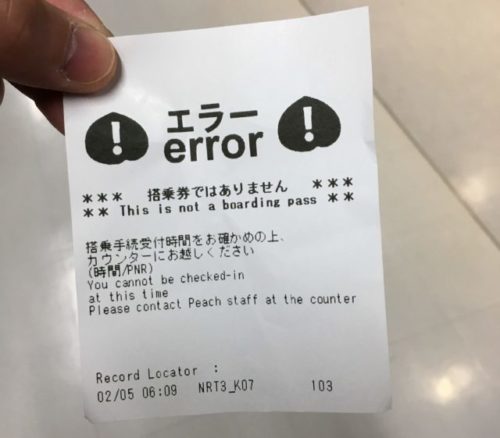 ! エラー !
error
＊＊＊ 搭乗券ではありません ＊＊＊
** This is not a boarding pass **
搭乗手続受付時間をお確かめの上、
カウンターにお越しください
(時間/PNR)
You cannot be checked-in
at this time
Please contact Peach staff at the counter
Record Locator :
02/05 06:09 NRT3_K07 103